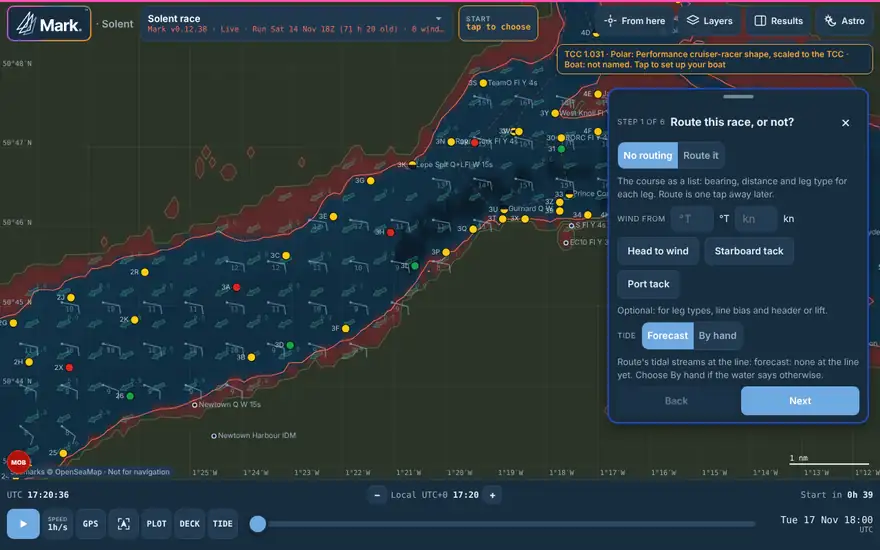 Mark.
· Solent
Solent race
Mark v0.12.38 · Live · Run Sat 14 Nov 18Z (71 h 20 old) · 0 wind…
START
tap to choose
From here
Layers
Results
Astro
TCC 1.031 · Polar: Performance cruiser-racer shape, scaled to the TCC ·
Boat: not named. Tap to set up your boat
STEP 1 OF 6 Route this race, or not?
No routing
Route it
The course as a list: bearing, distance and leg type for
each leg. Route is one tap away later.
WIND FROM °T °T kn kn
Head to wind
Starboard tack
Port tack
Optional: for leg types, line bias and header or lift.
TIDE Forecast By hand
Route's tidal streams at the line: forecast: none at the line
yet. Choose By hand if the water says otherwise.
Back
Next
50°48' N
50°47' N
50°46' N
50°45' N
50°44' N
4D
3S TeamO Fl Y 4s
4E
3Y West Knoll Fl
4F
3N
31
3K Lepe Spit Q+LFl W 15s
3G
33 Prince Co
3Z
3U Gurnard Q
3E
3T
3X
34
4H
S Fl Y 4s
EC10 Fl Y
3H
3Q
3P
3C
2R
3A
2J
2K
2G
3F
3D
3B
2H
2X
26
25
Newtown Q W 15s
Newtown Harbour IDM
MOB
© OpenSeaMap · Not for navigation
1°25' W
1°24' W
1°23' W
1°22' W
1°21' W
1°20' W
1°19' W
1°18' W
1°17' W
1°16' W
1°15' W
1°14' W
1°13' W
1°12' W
1 nm
UTC 17:20:36
− Local UTC+0 17:20 +
Start in 0h 39
SPEED
1h/s
GPS
PLOT
DECK
TIDE
Tue 17 Nov 18:00
UTC